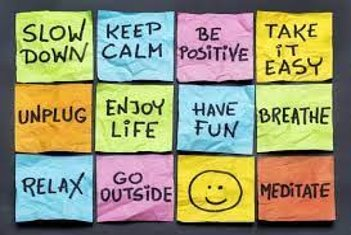 SLOW
DOWN
KEEP
CALM
BE
POSITIVE
TAKE
iT
EASY
UNPLUG
ENJOY
LiFE
HAVE
FUN
BREATHE
RELAX
GO
OUTSiDE
MEDITATE